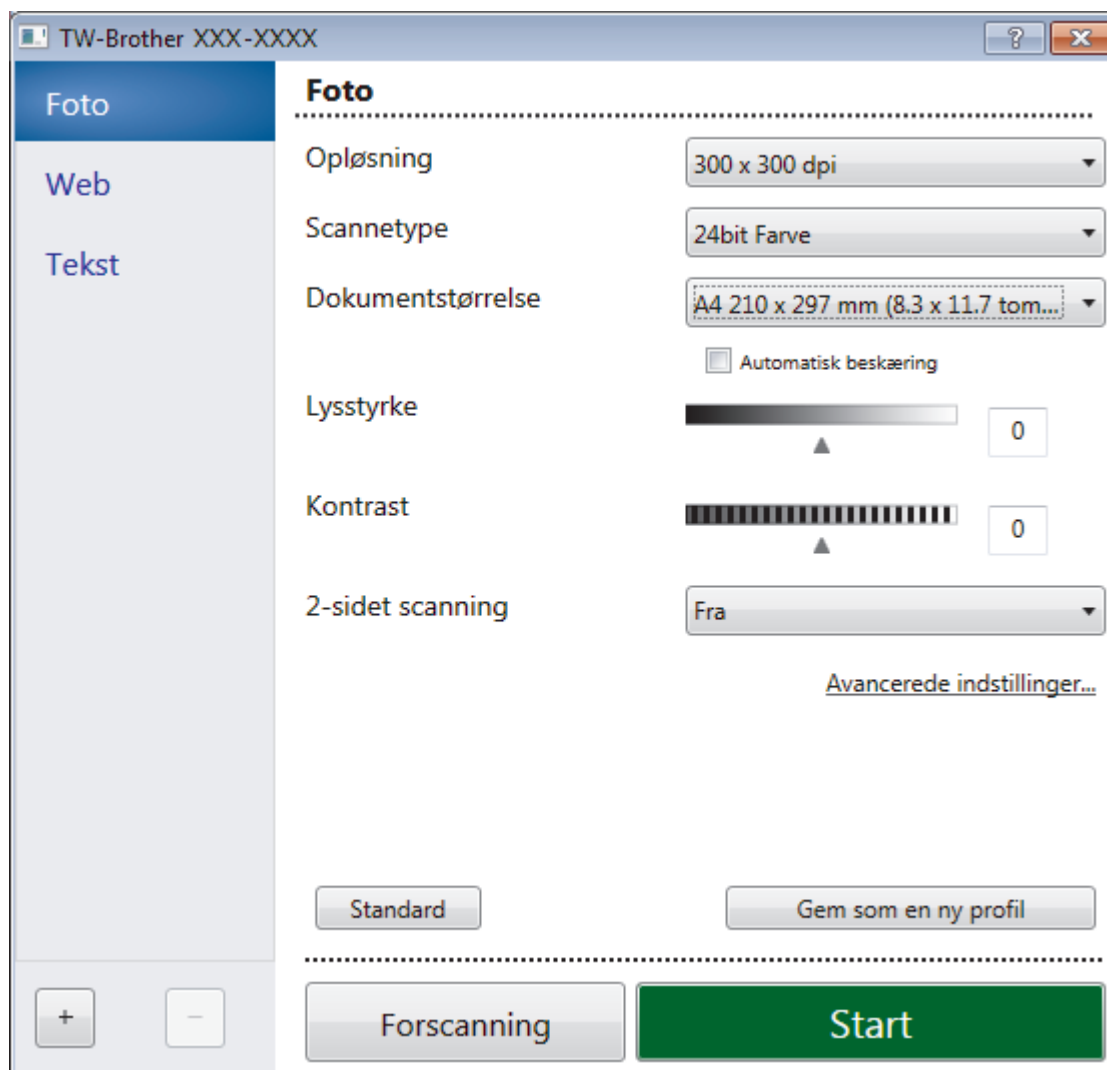 TW-Brother XXX-XXXX
Foto
Web
Tekst
Foto
Opløsning
300 x 300 dpi
Scannetype
24bit Farve
Dokumentstørrelse
A4 210 x 297 mm (8.3 x 11.7 tom...
Automatisk beskæring
Lysstyrke
0
Kontrast
0
2-sidet scanning
Fra
Avancerede indstillinger...
Standard
Gem som en ny profil
+
−
Forscanning
Start